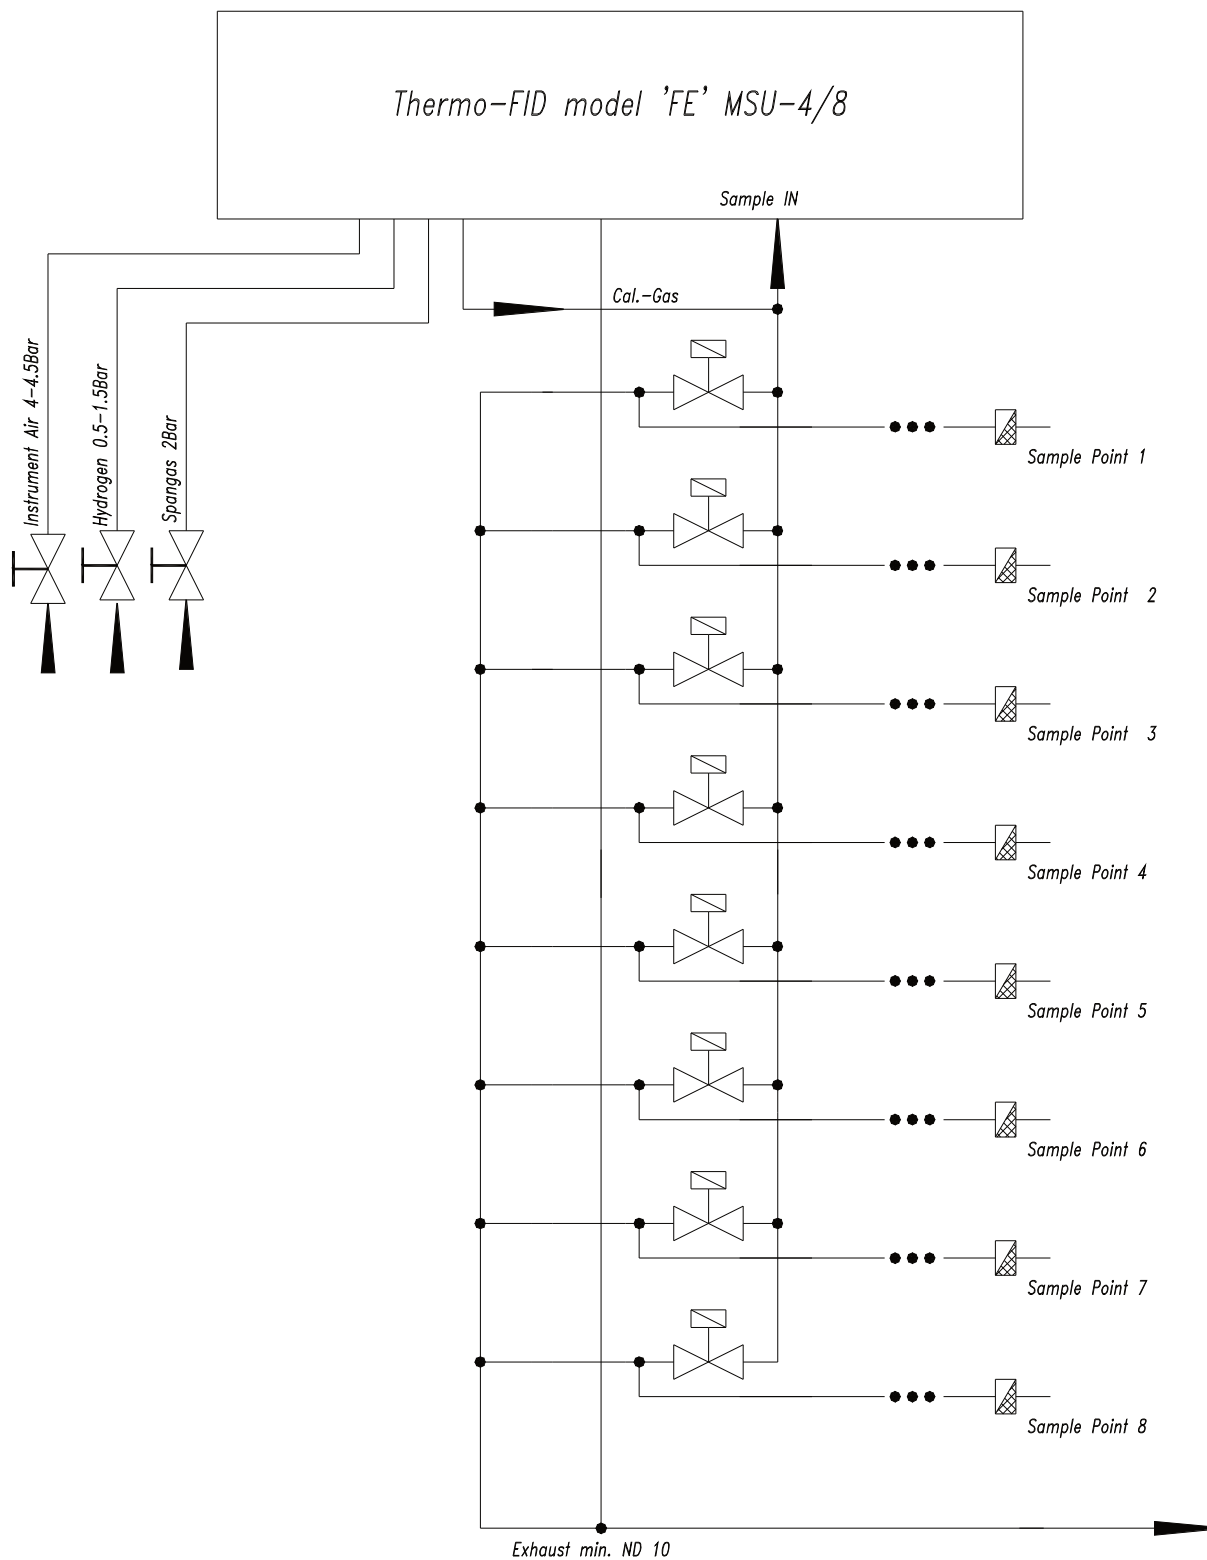 Thermo-FID model 'FE' MSU-4/8
Sample IN
Cal.-Gas
Instrument Air 4-4.5Bar
Hydrogen 0.5-1.5Bar
Spangas 2Bar
Sample Point 1
Sample Point 2
Sample Point 3
Sample Point 4
Sample Point 5
Sample Point 6
Sample Point 7
Sample Point 8
Exhaust min. ND 10